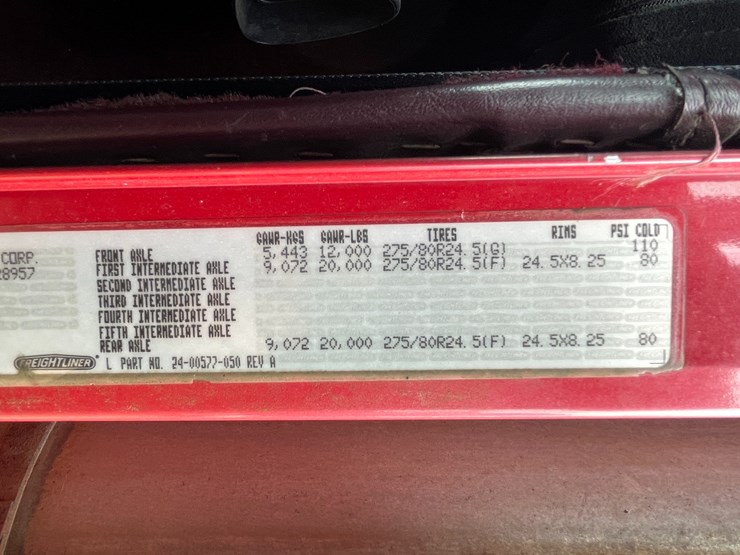 GAWR-KGS GAWR-LBS TIRES RIMS PSI COLD
CORP. FRONT AXLE 5,443 12,000 275/80R24.5(G) 110
28957 FIRST INTERMEDIATE AXLE 9,072 20,000 275/80R24.5(F) 24.5X8.25 80
SECOND INTERMEDIATE AXLE
THIRD INTERMEDIATE AXLE
FOURTH INTERMEDIATE AXLE
FIFTH INTERMEDIATE AXLE
REAR AXLE 9,072 20,000 275/80R24.5(F) 24.5X8.25 80
FREIGHTLINER L PART NO. 24-00577-050 REV A